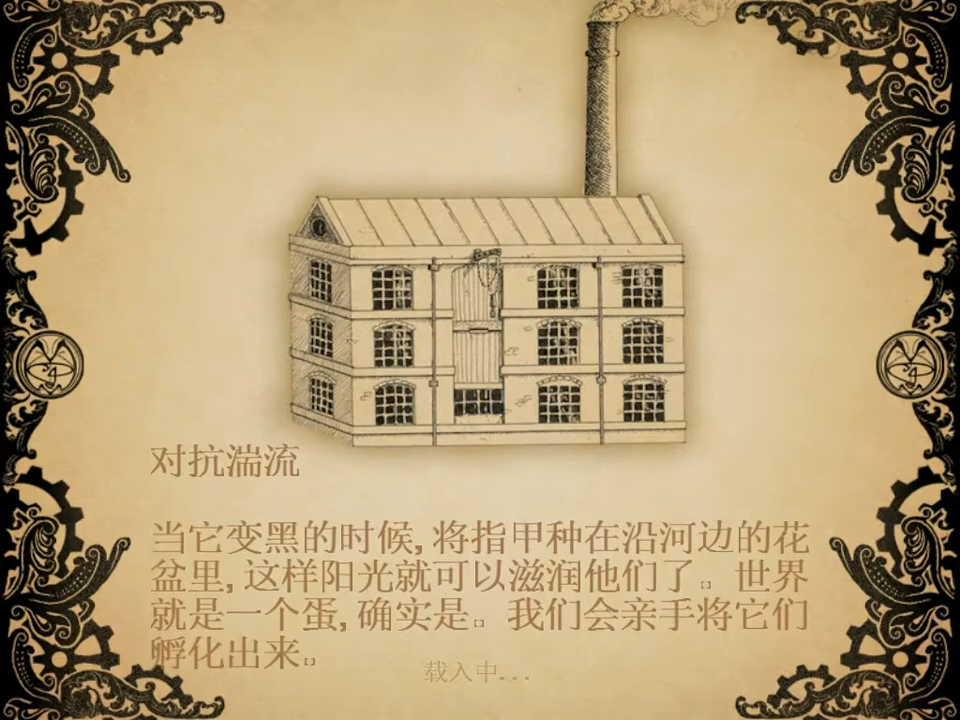 对抗湍流
当它变黑的时候,将指甲种在沿河边的花
盆里,这样阳光就可以滋润他们了。世界
就是一个蛋,确实是。我们会亲手将它们
孵化出来。
载入中...